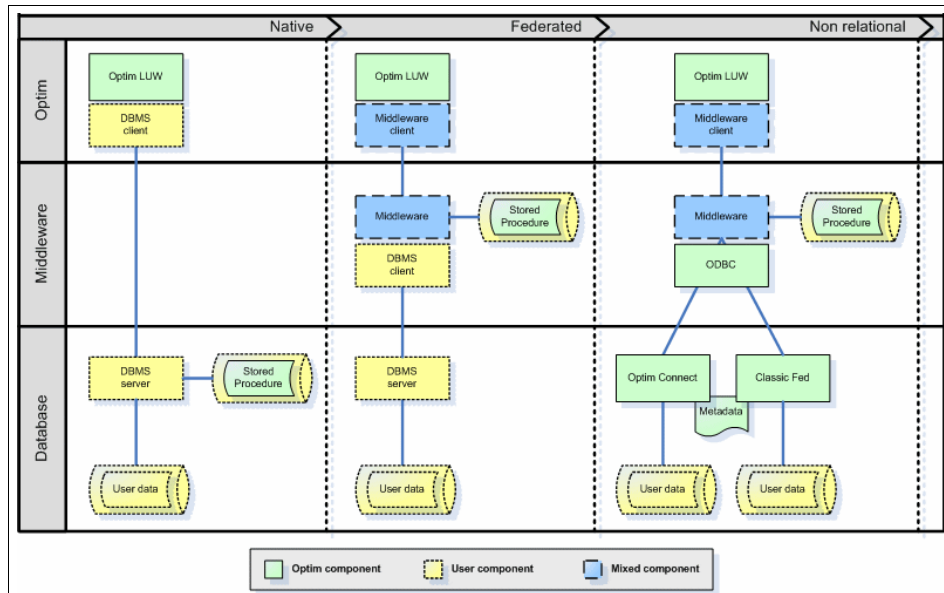 Native
Federated
Non relational
Optim
Optim LUW
DBMS
client
Optim LUW
Middleware
client
Optim LUW
Middleware
client
Middleware
Middleware
Stored
Procedure
DBMS
client
Middleware
Stored
Procedure
ODBC
Database
DBMS
server
Stored
Procedure
User data
DBMS
server
User data
Optim Connect
Classic Fed
Metadata
User data
User data
Optim component
User component
Mixed component